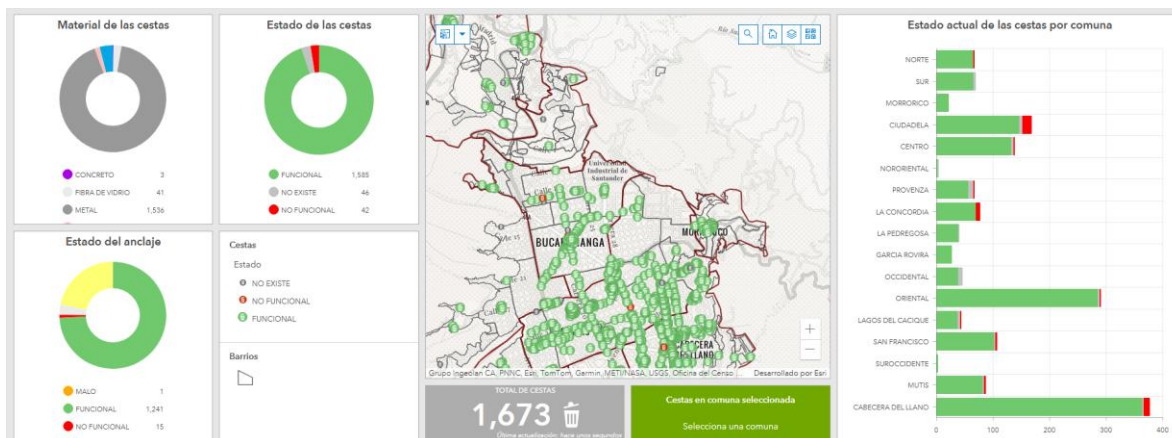 Material de las cestas
CONCRETO 3
FIBRA DE VIDRIO 41
METAL 1,536
Estado de las cestas
FUNCIONAL 1,585
NO EXISTE 46
NO FUNCIONAL 42
Estado del anclaje
MALO 1
FUNCIONAL 1,241
NO FUNCIONAL 15
Cestas
Estado
NO EXISTE
NO FUNCIONAL
FUNCIONAL
Barrios
Madrid
Río
Calle
Universidad
Industrial de
Santander
Calle
BUCARAMANGA
Calle
Grupo Ingeolan CA, PNNC, Esri, TomTom, Garmin, METI/NASA, USGS, Oficina del Censo ...
Desarrollado por Esri
TOTAL DE CESTAS
1,673
Última actualización: hace unos segundos
Cestas en comuna seleccionada
Selecciona una comuna
Estado actual de las cestas por comuna
NORTE
SUR
MORRORICO
CIUDADELA
CENTRO
NORORIENTAL
PROVENZA
LA CONCORDIA
LA PEDREGOSA
GARCIA ROVIRA
OCCIDENTAL
ORIENTAL
LAGOS DEL CACIQUE
SAN FRANCISCO
SUROCCIDENTE
MUTIS
CABECERA DEL LLANO
0 100 200 300 400